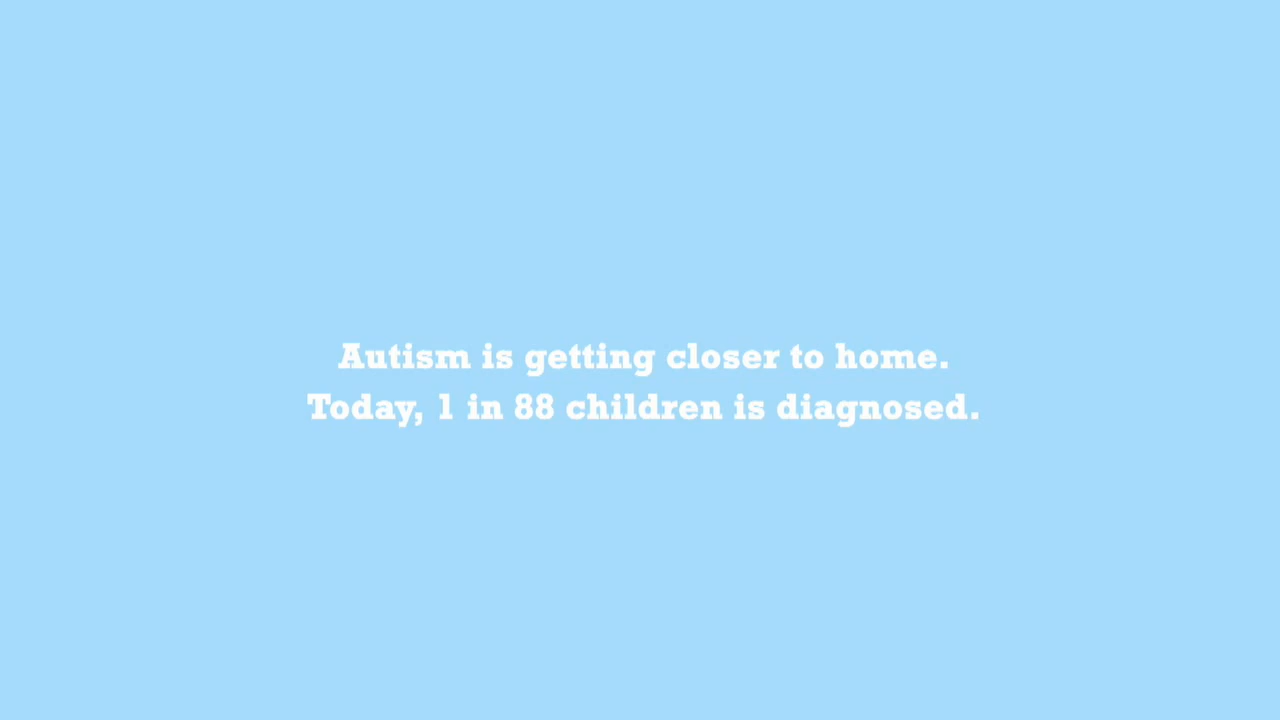 Autism is getting closer to home.
Today, 1 in 88 children is diagnosed.